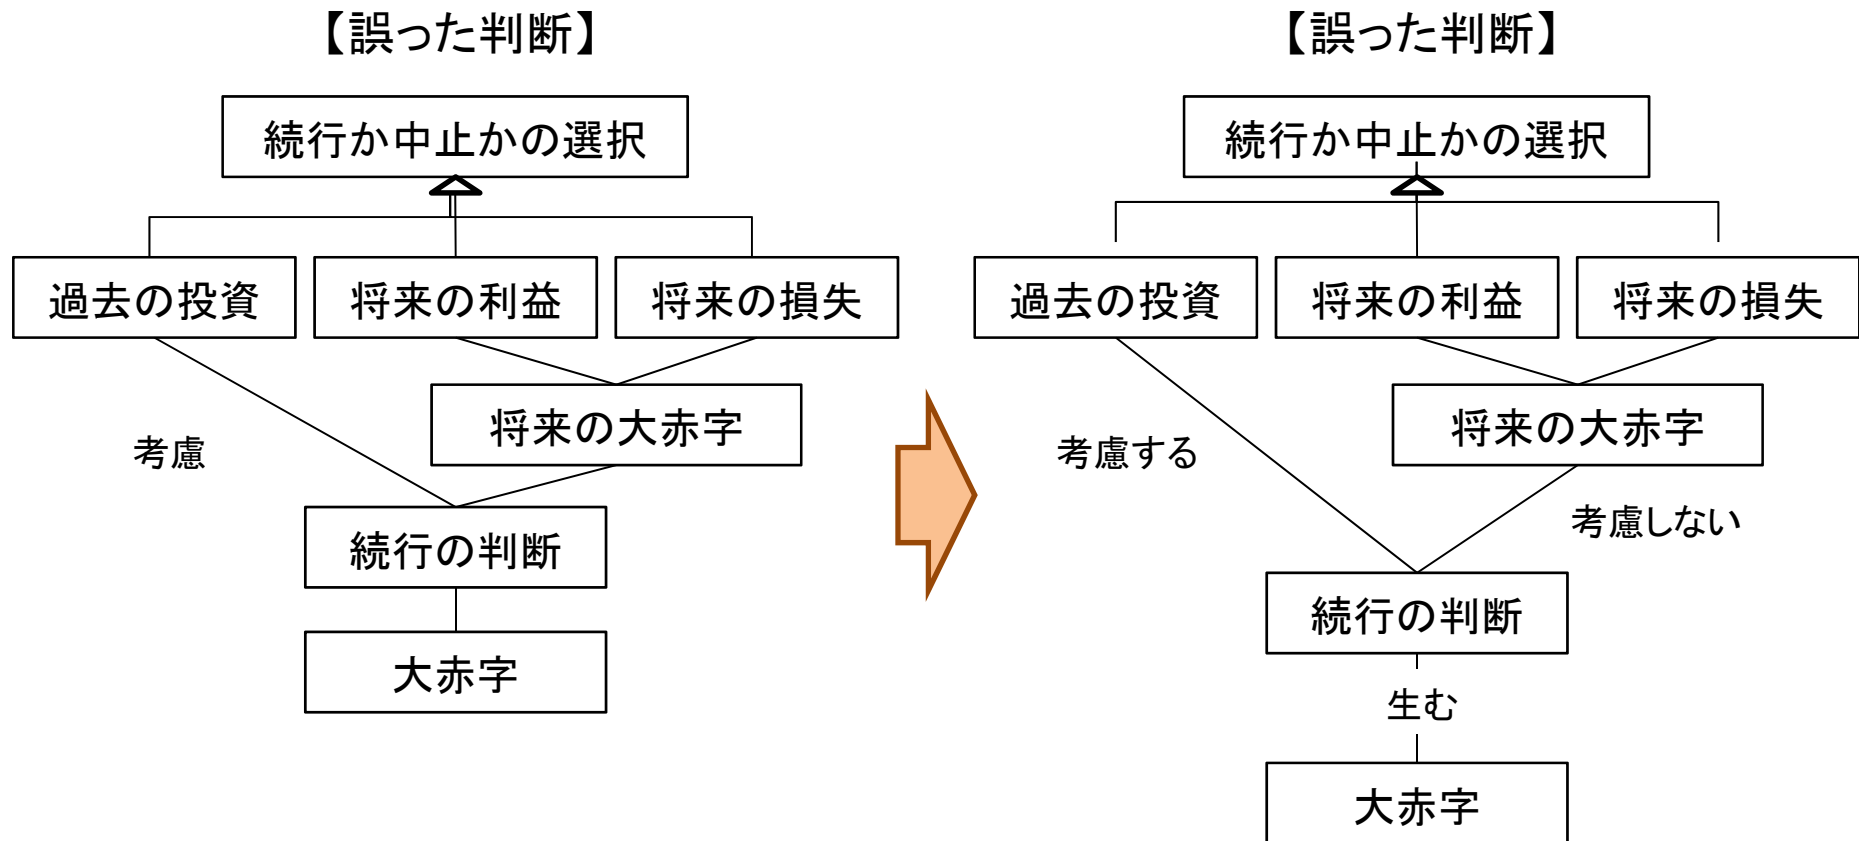 【誤った判断】
続行か中止かの選択
過去の投資
将来の利益
将来の損失
将来の大赤字
考慮
続行の判断
大赤字
【誤った判断】
続行か中止かの選択
過去の投資
将来の利益
将来の損失
将来の大赤字
考慮する
考慮しない
続行の判断
生む
大赤字